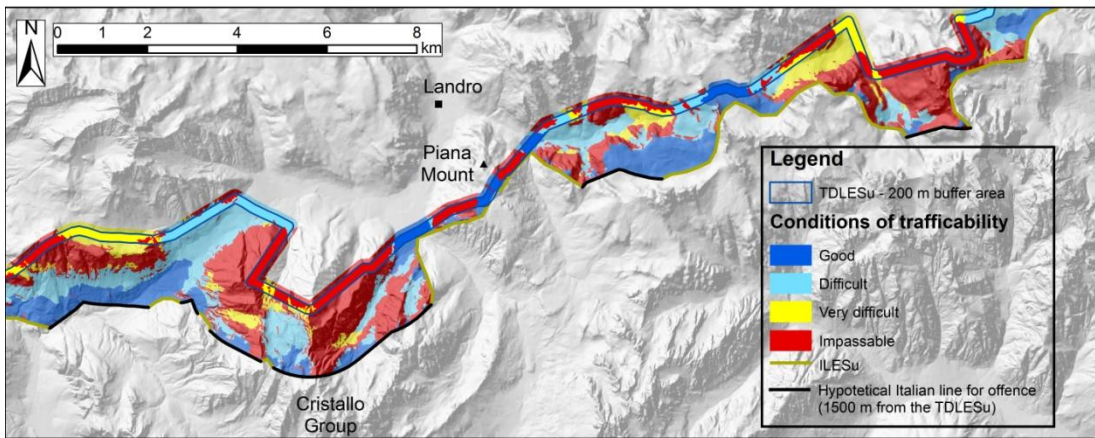 N
0 1 2 4 6 8
km
Landro
Piana
Mount
Cristallo
Group
Legend
TDLESu - 200 m buffer area
Conditions of trafficability
Good
Difficult
Very difficult
Impassable
ILESu
Hypotetical Italian line for offence
(1500 m from the TDLESu)